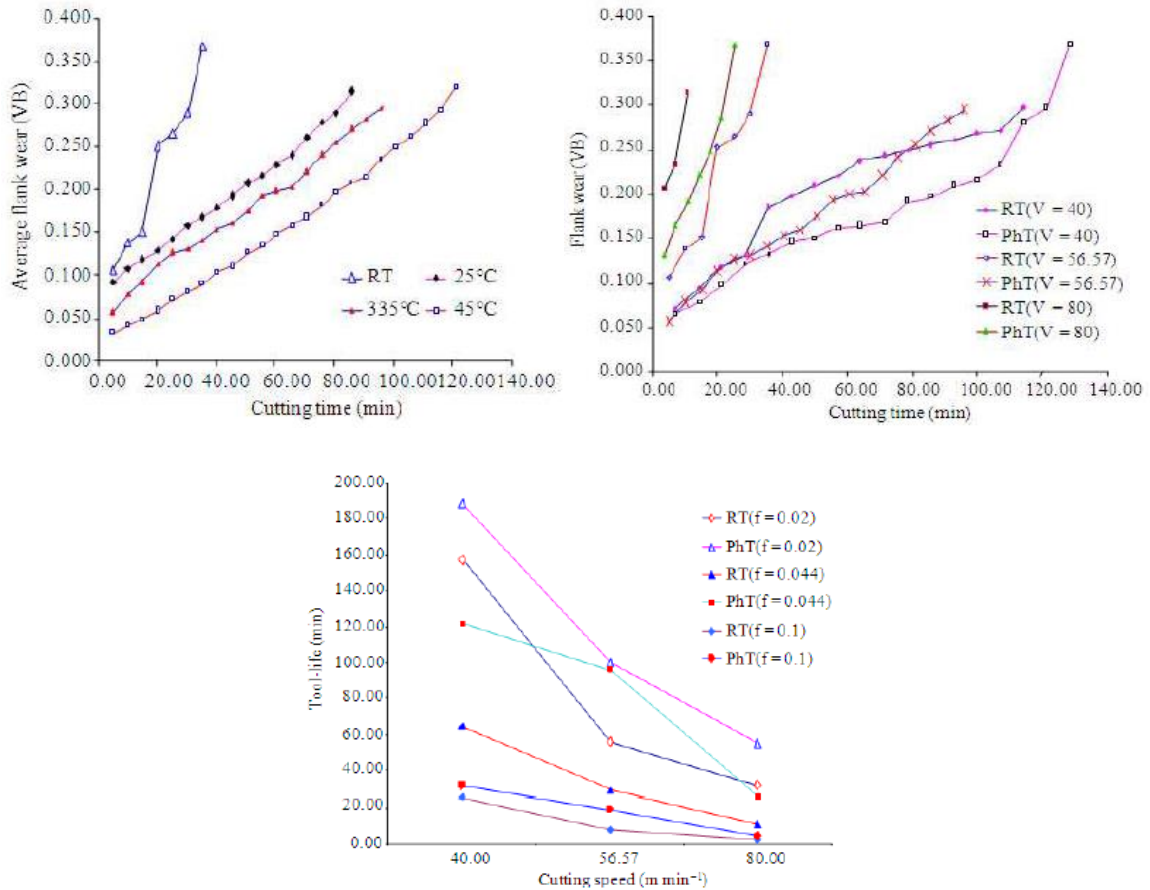 0.400
0.350
0.300
0.250
0.200
0.150
0.100
0.050
0.000
Average flank wear (VB)
RT
25°C
335°C
45°C
0.00
20.00
40.00
60.00
80.00
100.00
120.00
140.00
Cutting time (min)
0.400
0.350
0.300
0.250
0.200
0.150
0.100
0.050
0.000
Flank wear (VB)
RT(V = 40)
PhT(V = 40)
RT(V = 56.57)
PhT(V = 56.57)
RT(V = 80)
PhT(V = 80)
0.00
20.00
40.00
60.00
80.00
100.00
120.00
140.00
Cutting time (min)
200.00
180.00
160.00
140.00
120.00
100.00
80.00
60.00
40.00
20.00
0.00
Tool-life (min)
RT(f = 0.02)
PhT(f = 0.02)
RT(f = 0.044)
PhT(f = 0.044)
RT(f = 0.1)
PhT(f = 0.1)
40.00
56.57
80.00
Cutting speed (m min⁻¹)